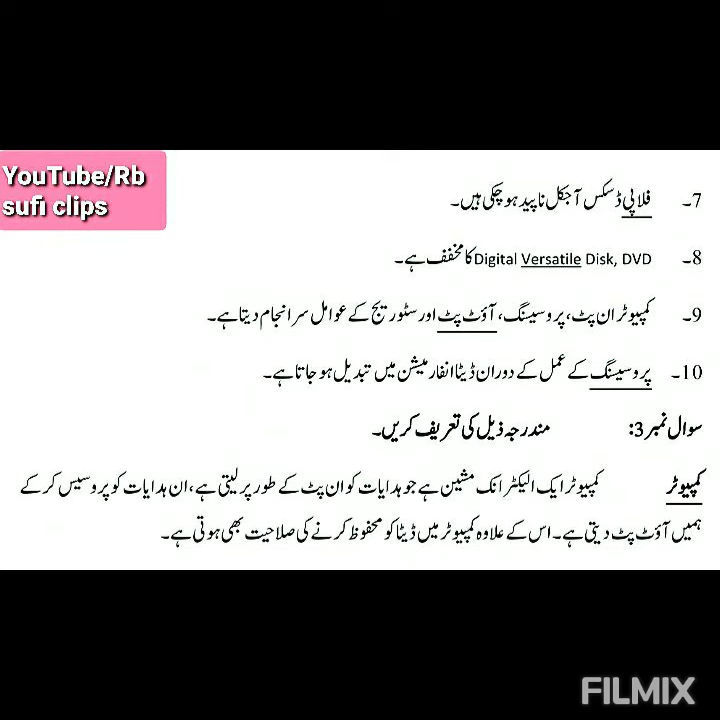 YouTube/Rb
sufi clips
7۔ فلاپی ڈسکس آجکل ناپید ہو چکی ہیں۔
8۔ Digital Versatile Disk, DVD کا مخفف ہے۔
9۔ کمپیوٹر ان پٹ، پروسیسنگ، آؤٹ پٹ اور سٹوریج کے عوامل سرانجام دیتا ہے۔
10۔ پروسیسنگ کے عمل کے دوران ڈیٹا انفارمیشن میں تبدیل ہو جاتا ہے۔
سوال نمبر 3: مندرجہ ذیل کی تعریف کریں۔
کمپیوٹر کمپیوٹر ایک الیکٹرانک مشین ہے جو ہدایات کو ان پٹ کے طور پر لیتی ہے، ان ہدایات کو پروسیس کر کے
ہمیں آؤٹ پٹ دیتی ہے۔ اس کے علاوہ کمپیوٹر میں ڈیٹا کو محفوظ کرنے کی صلاحیت بھی ہوتی ہے۔
FILMIX